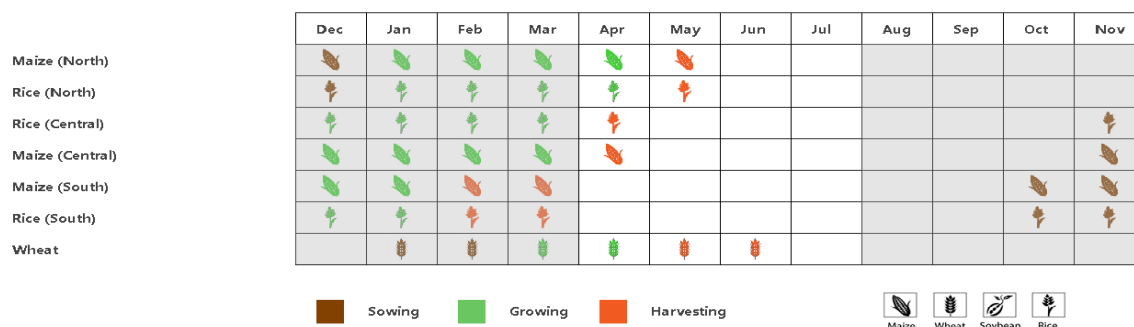 Dec Jan Feb Mar Apr May Jun Jul Aug Sep Oct Nov
Maize (North)
Rice (North)
Rice (Central)
Maize (Central)
Maize (South)
Rice (South)
Wheat
Sowing Growing Harvesting
Maize Wheat Soybean Rice